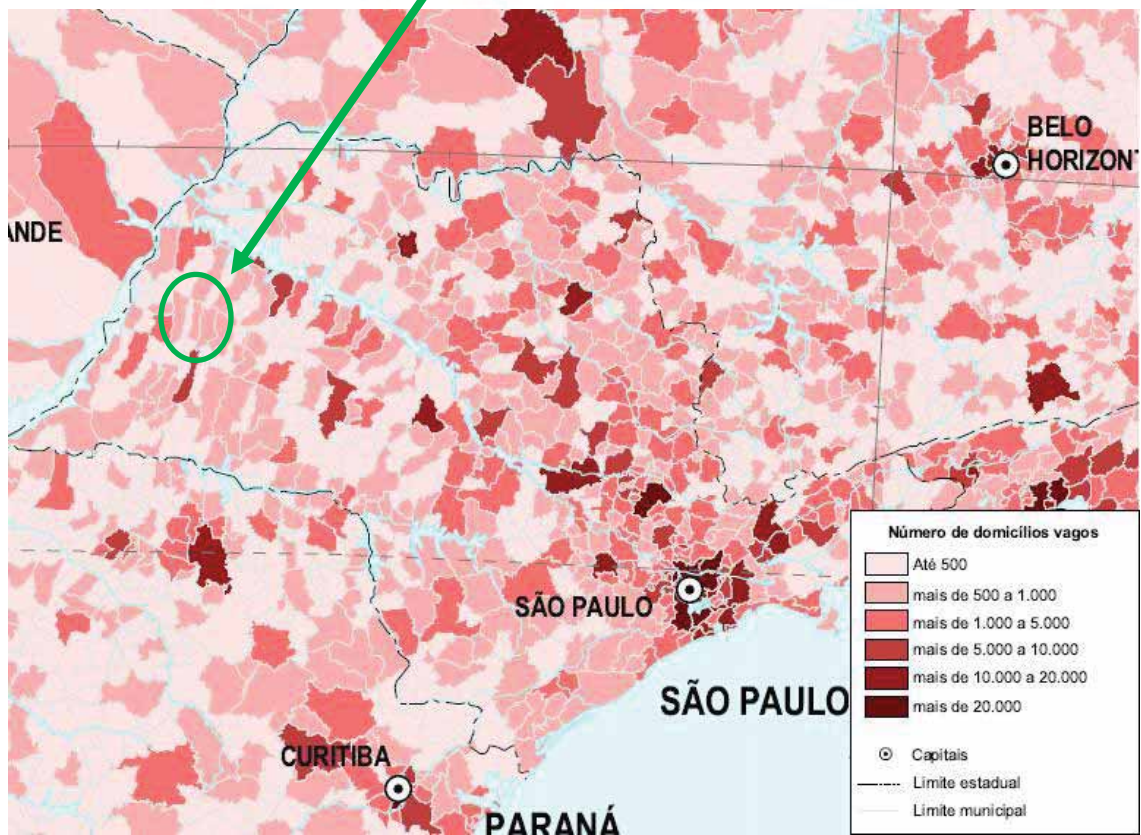 BELO
HORIZONT
ANDE
SÃO PAULO
SÃO PAULO
CURITIBA
PARANÁ
Número de domicílios vagos
Até 500
mais de 500 a 1.000
mais de 1.000 a 5.000
mais de 5.000 a 10.000
mais de 10.000 a 20.000
mais de 20.000
Capitais
Limite estadual
Limite municipal